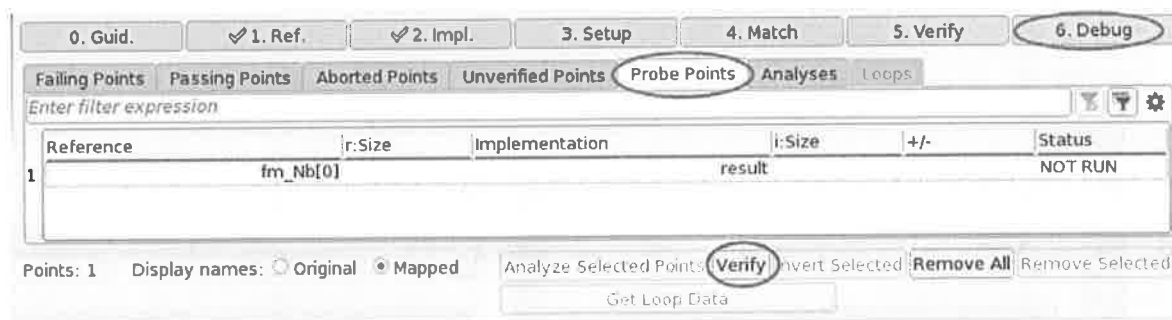 0. Guid. ✓ 1. Ref. ✓ 2. Impl. 3. Setup 4. Match 5. Verify 6. Debug
Failing Points Passing Points Aborted Points Unverified Points Probe Points Analyses Loops
Enter filter expression
Reference r:Size Implementation i:Size +/- Status
1 fm_Nb[0] result NOT RUN
Points: 1 Display names: Original Mapped Analyze Selected Points Verify nvert Selected Remove All Remove Selected
Get Loop Data